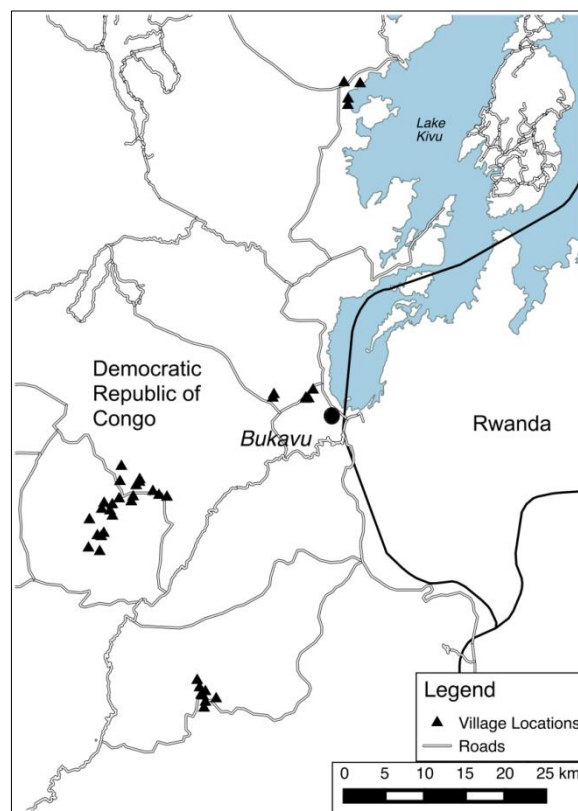 Lake
Kivu
Democratic
Republic of
Congo
Bukavu
Rwanda
Legend
Village Locations
Roads
0 5 10 15 20 25 km